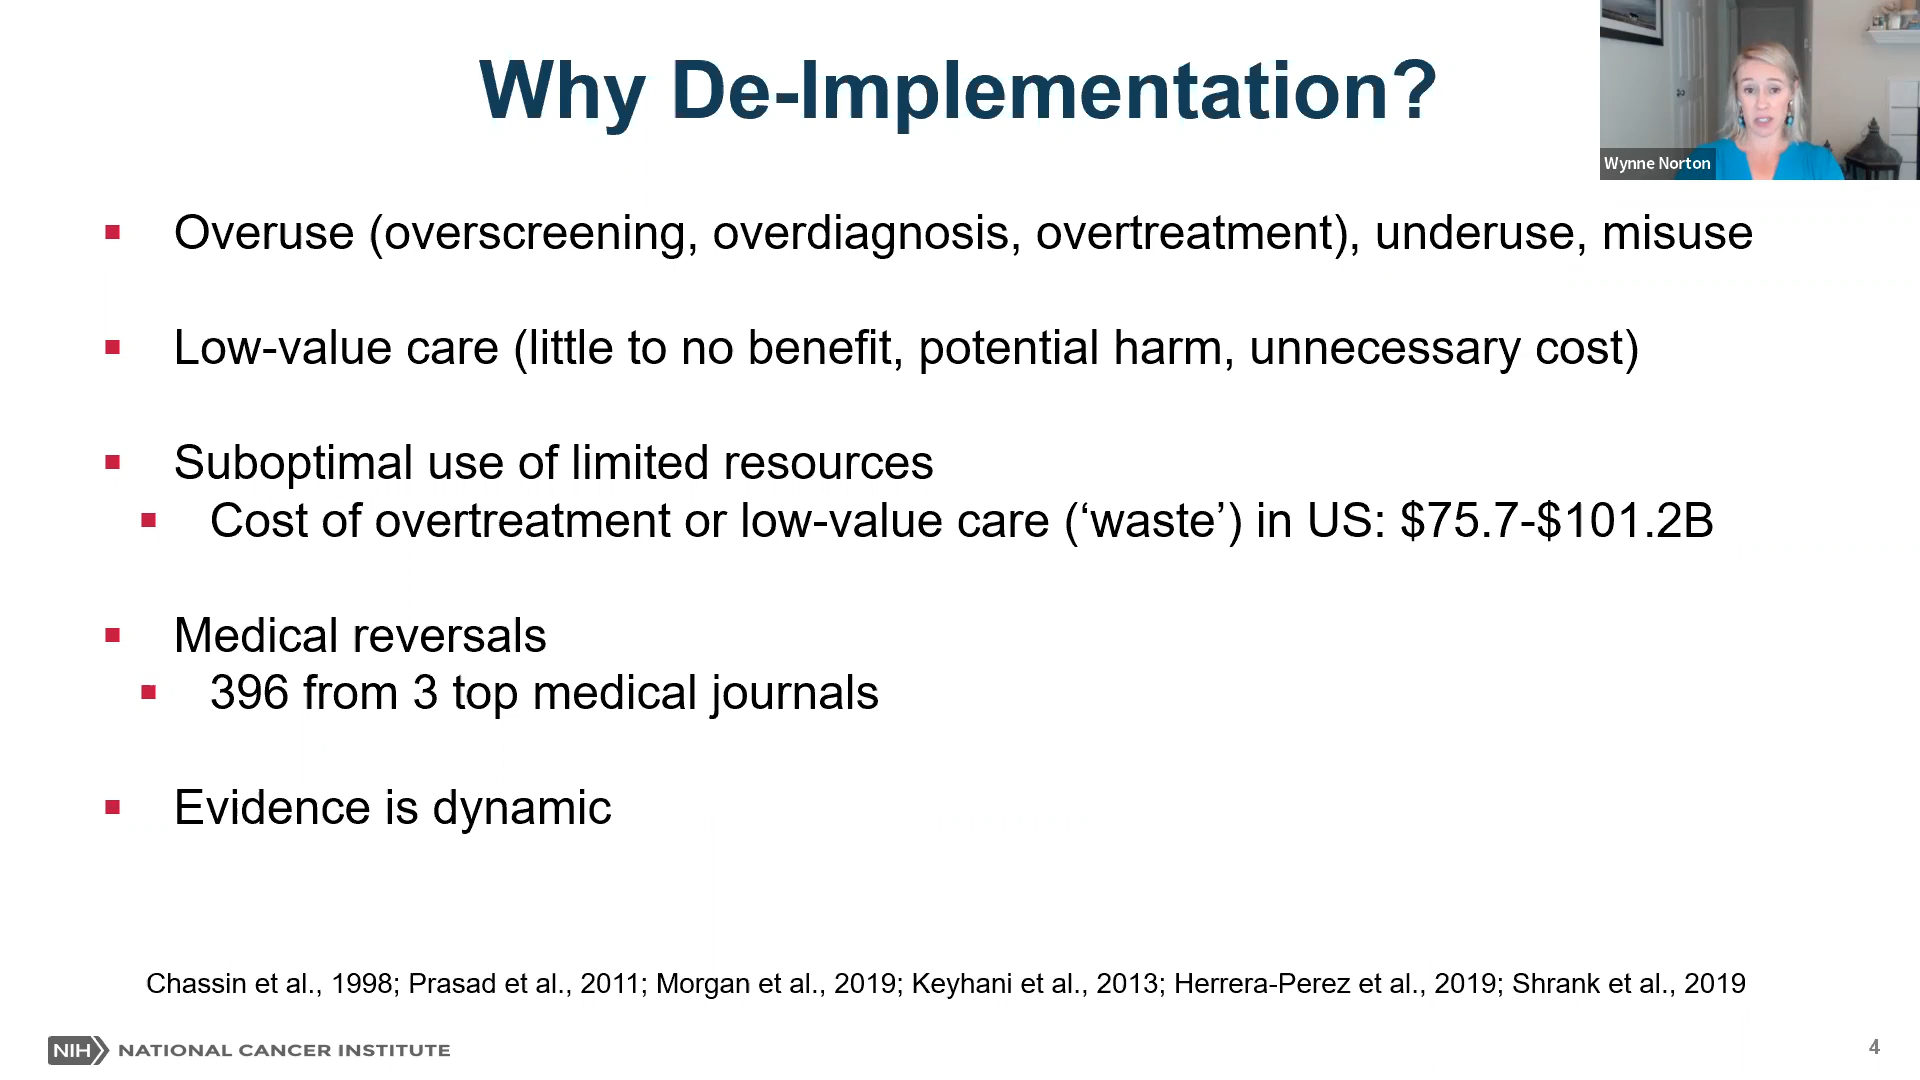 Why De-Implementation?
Wynne Norton
▪ Overuse (overscreening, overdiagnosis, overtreatment), underuse, misuse
▪ Low-value care (little to no benefit, potential harm, unnecessary cost)
▪ Suboptimal use of limited resources
▪ Cost of overtreatment or low-value care (‘waste’) in US: $75.7-$101.2B
▪ Medical reversals
▪ 396 from 3 top medical journals
▪ Evidence is dynamic
Chassin et al., 1998; Prasad et al., 2011; Morgan et al., 2019; Keyhani et al., 2013; Herrera-Perez et al., 2019; Shrank et al., 2019
NIH NATIONAL CANCER INSTITUTE
4